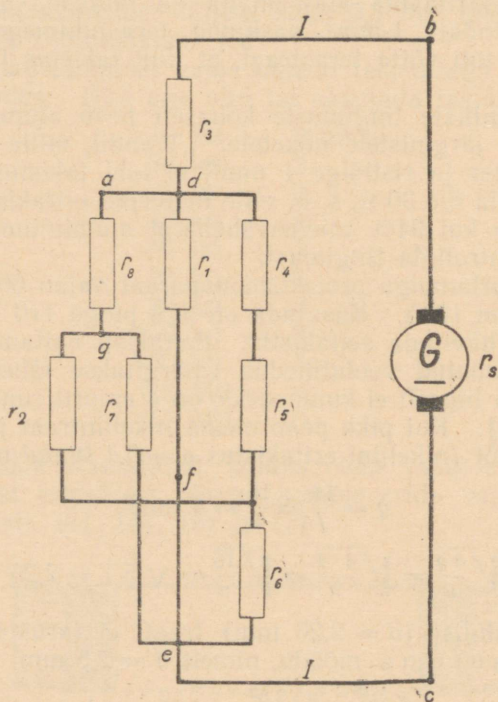 I b
r₃
a d
r₈ r₁ r₄
g
G rₛ
r₂ r₇ r₅
f
r₆
e
I c